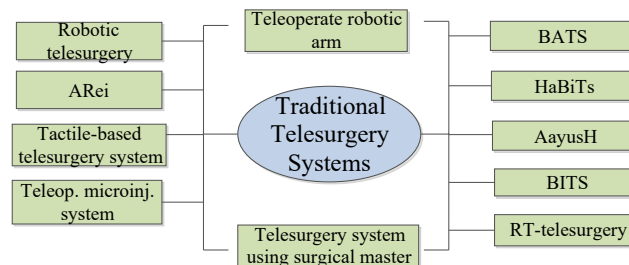 Robotic
telesurgery
ARei
Tactile-based
telesurgery system
Teleop. microinj.
system
Teleoperate robotic
arm
Traditional
Telesurgery
Systems
Telesurgery system
using surgical master
BATS
HaBiTs
AayusH
BITS
RT-telesurgery